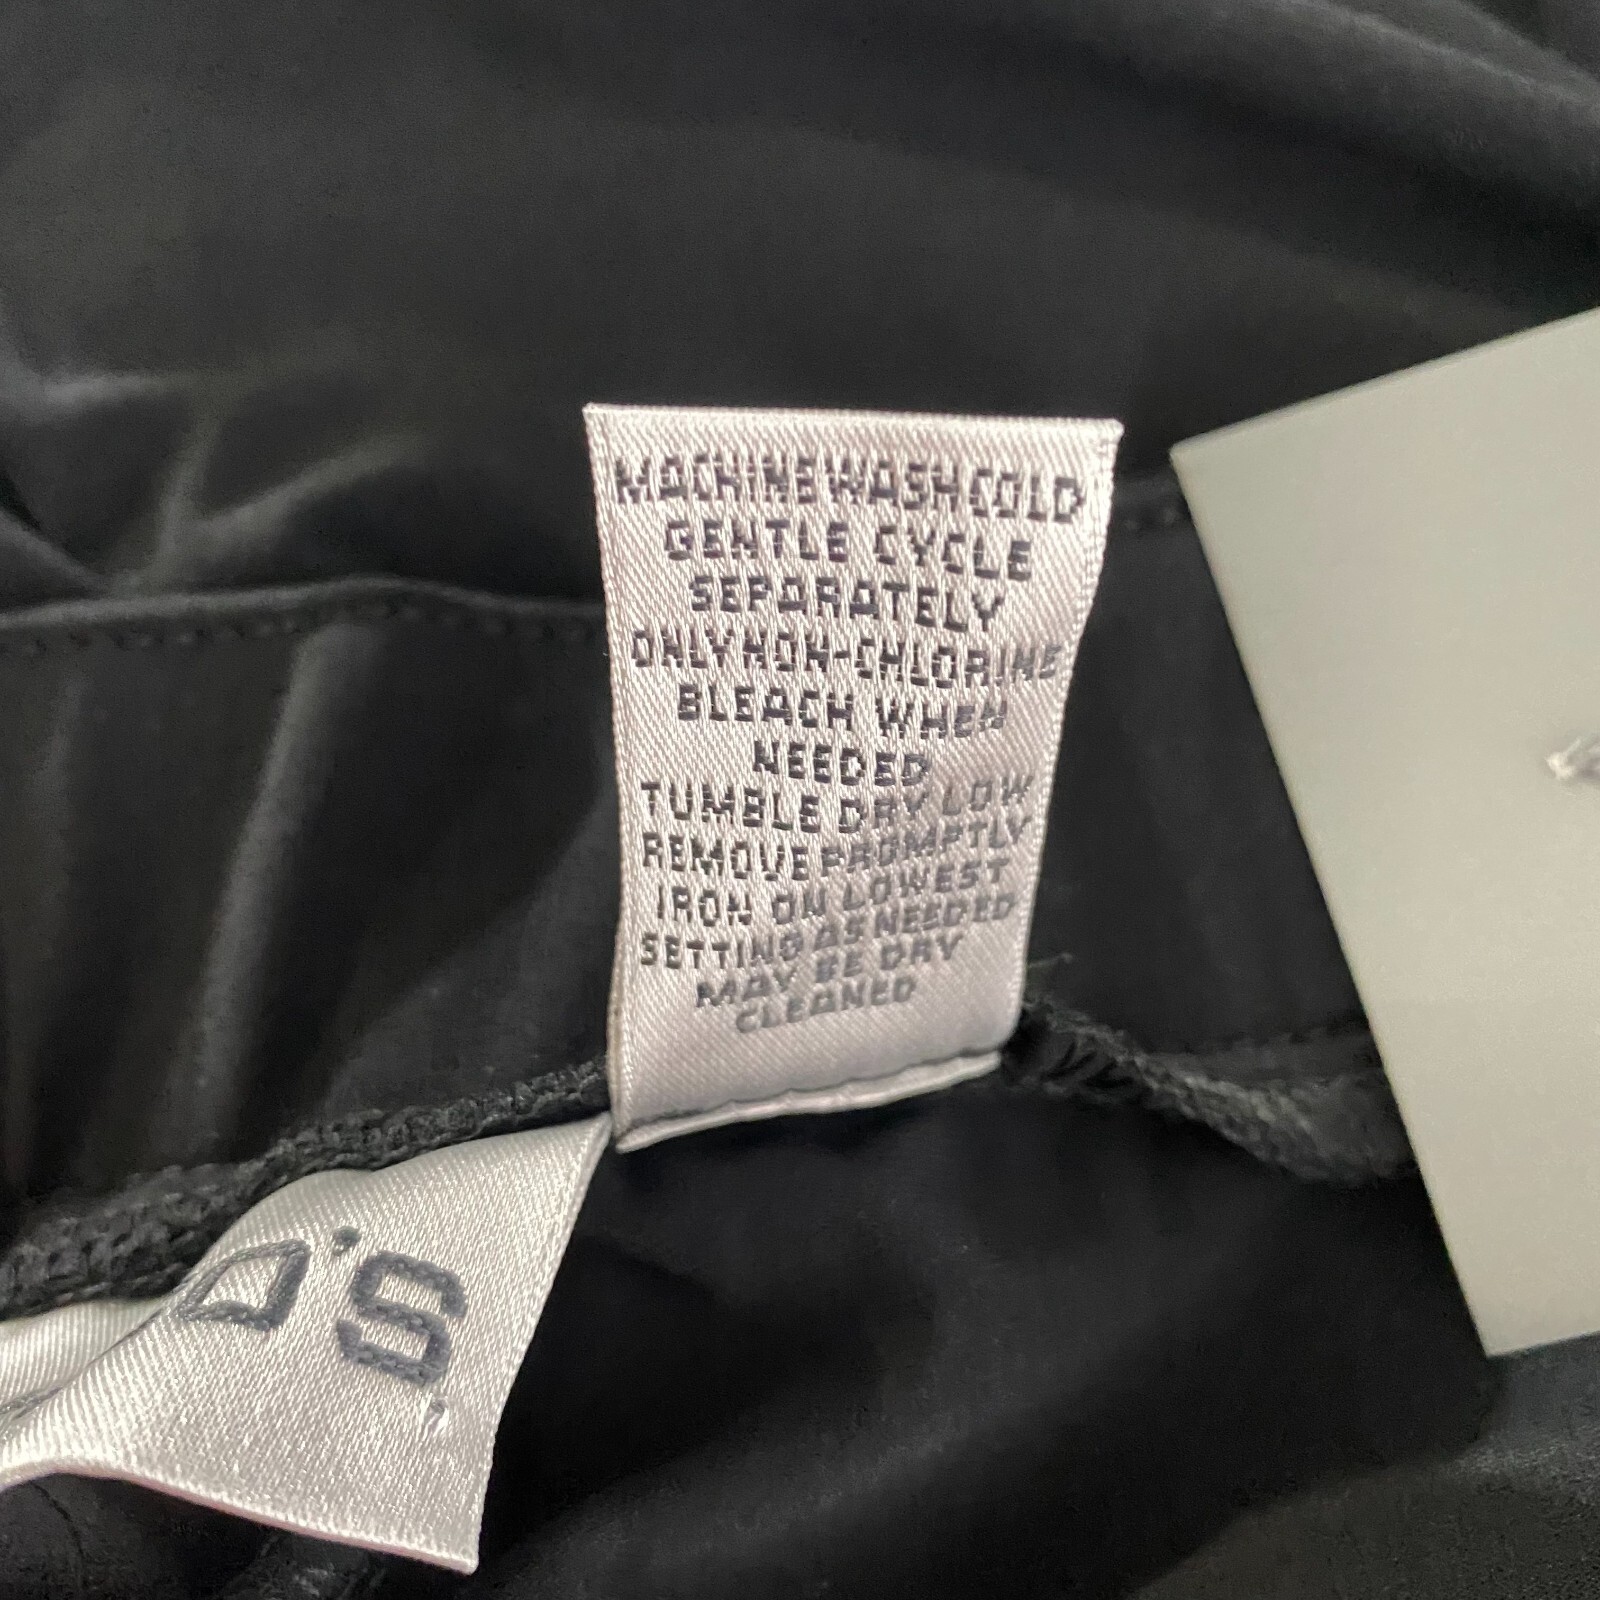 MACHINE WASH COLD
GENTLE CYCLE
SEPARATELY
ONLY NON-CHLORINE
BLEACH WHEN
NEEDED
TUMBLE DRY LOW
REMOVE PROMPTLY
IRON ON LOWEST
SETTING AS NEEDED
MAY BE DRY
CLEANED
D'S